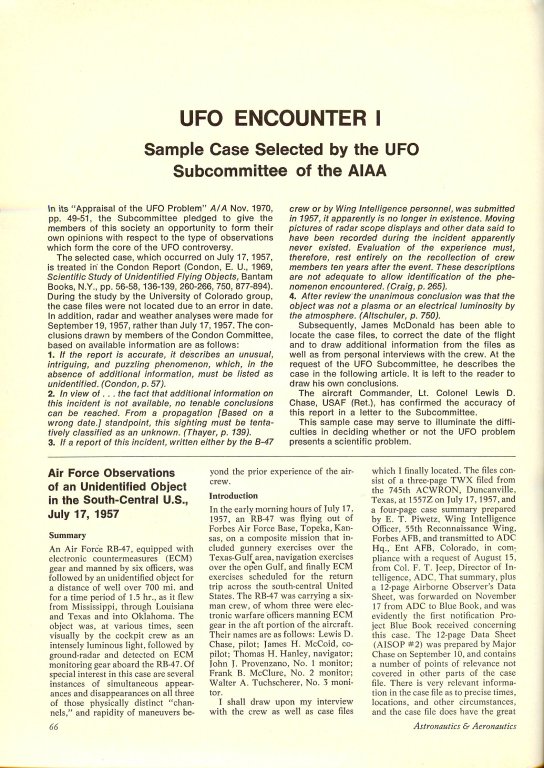 UFO ENCOUNTER I
Sample Case Selected by the UFO
Subcommittee of the AIAA
In its "Appraisal of the UFO Problem" A/A Nov. 1970,
pp. 49-51, the Subcommittee pledged to give the
members of this society an opportunity to form their
own opinions with respect to the type of observations
which form the core of the UFO controversy.
The selected case, which occurred on July 17, 1957,
is treated in the Condon Report (Condon, E. U., 1969,
Scientific Study of Unidentified Flying Objects, Bantam
Books, N.Y., pp. 56-58, 136-139, 260-266, 750, 877-894).
During the study by the University of Colorado group,
the case files were not located due to an error in date.
In addition, radar and weather analyses were made for
September 19, 1957, rather than July 17, 1957. The con-
clusions drawn by members of the Condon Committee,
based on available information are as follows:
1. If the report is accurate, it describes an unusual,
intriguing, and puzzling phenomenon, which, in the
absence of additional information, must be listed as
unidentified. (Condon, p. 57).
2. In view of . . . the fact that additional information on
this incident is not available, no tenable conclusions
can be reached. From a propagation [Based on a
wrong date.] standpoint, this sighting must be tenta-
tively classified as an unknown. (Thayer, p. 139).
3. If a report of this incident, written either by the B-47
crew or by Wing Intelligence personnel, was submitted
in 1957, it apparently is no longer in existence. Moving
pictures of radar scope displays and other data said to
have been recorded during the incident apparently
never existed. Evaluation of the experience must,
therefore, rest entirely on the recollection of crew
members ten years after the event. These descriptions
are not adequate to allow identification of the phe-
nomenon encountered. (Craig, p. 265).
4. After review the unanimous conclusion was that the
object was not a plasma or an electrical luminosity by
the atmosphere. (Altschuler, p. 750).
Subsequently, James McDonald has been able to
locate the case files, to correct the date of the flight
and to draw additional information from the files as
well as from personal interviews with the crew. At the
request of the UFO Subcommittee, he describes the
case in the following article. It is left to the reader to
draw his own conclusions.
The aircraft Commander, Lt. Colonel Lewis D.
Chase, USAF (Ret.), has confirmed the accuracy of
this report in a letter to the Subcommittee.
This sample case may serve to illuminate the diffi-
culties in deciding whether or not the UFO problem
presents a scientific problem.
Air Force Observations
of an Unidentified Object
in the South-Central U.S.,
July 17, 1957
Summary
An Air Force RB-47, equipped with
electronic countermeasures (ECM)
gear and manned by six officers, was
followed by an unidentified object for
a distance of well over 700 mi. and
for a time period of 1.5 hr., as it flew
from Mississippi, through Louisiana
and Texas and into Oklahoma. The
object was, at various times, seen
visually by the cockpit crew as an
intensely luminous light, followed by
ground-radar and detected on ECM
monitoring gear aboard the RB-47. Of
special interest in this case are several
instances of simultaneous appear-
ances and disappearances on all three
of those physically distinct "chan-
nels," and rapidity of maneuvers be-
yond the prior experience of the air-
crew.
Introduction
In the early morning hours of July 17,
1957, an RB-47 was flying out of
Forbes Air Force Base, Topeka, Kan-
sas, on a composite mission that in-
cluded gunnery exercises over the
Texas-Gulf area, navigation exercises
over the open Gulf, and finally ECM
exercises scheduled for the return
trip across the south-central United
States. The RB-47 was carrying a six-
man crew, of whom three were elec-
tronic warfare officers manning ECM
gear in the aft portion of the aircraft.
Their names are as follows: Lewis D.
Chase, pilot; James H. McCoid, co-
pilot; Thomas H. Hanley, navigator;
John J. Provenzano, No. 1 monitor;
Frank B. McClure, No. 2 monitor;
Walter A. Tuchscherer, No. 3 moni-
tor.
I shall draw upon my interview
with the crew as well as case files
which I finally located. The files con-
sist of a three-page TWX filed from
the 745th ACWRON, Duncanville,
Texas, at 1557Z on July 17, 1957, and
a four-page case summary prepared
by E. T. Piwetz, Wing Intelligence
Officer, 55th Reconnaissance Wing,
Forbes AFB, and transmitted to ADC
Hq., Ent AFB, Colorado, in com-
pliance with a request of August 15,
from Col. F. T. Jeep, Director of In-
telligence, ADC. That summary, plus
a 12-page Airborne Observer's Data
Sheet, was forwarded on November
17 from ADC to Blue Book, and was
evidently the first notification Pro-
ject Blue Book received concerning
this case. The 12-page Data Sheet
(AISOP #2) was prepared by Major
Chase on September 10, and contains
a number of points of relevance not
covered in other parts of the case
file. There is very relevant informa-
tion in the case file as to precise times,
locations, and other circumstances,
and the case file does have the great
66
Astronautics & Aeronautics